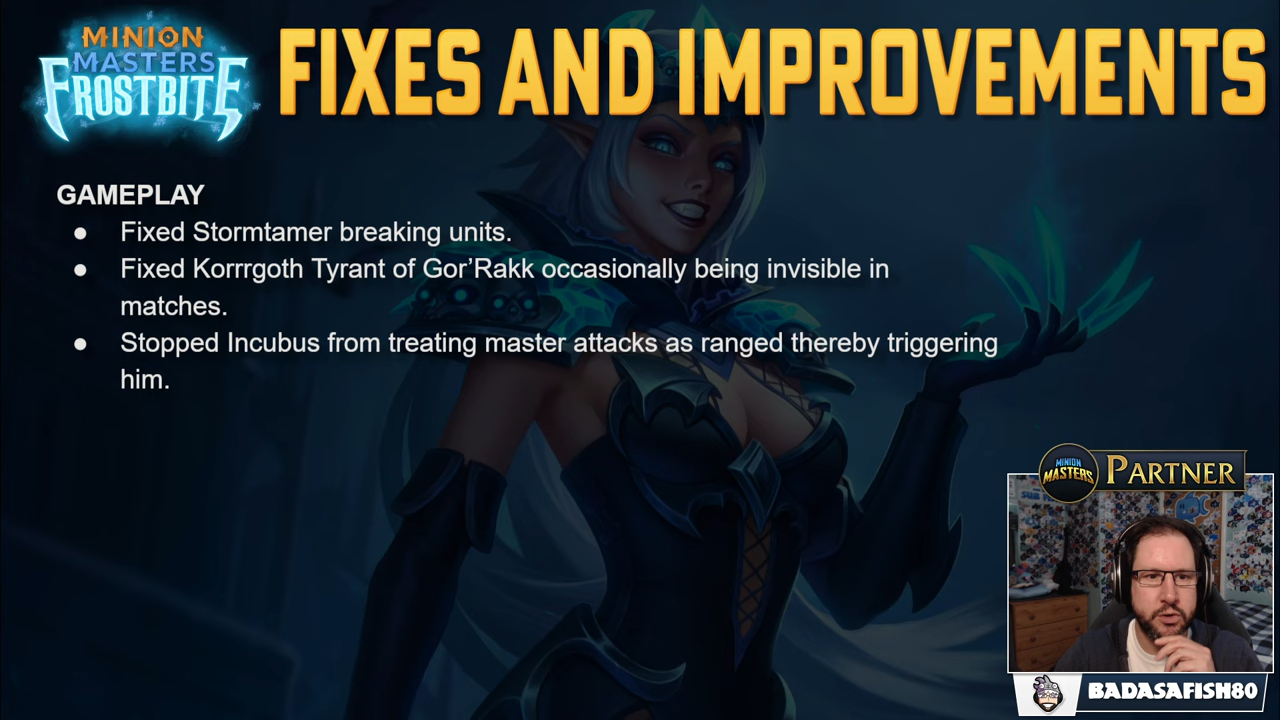 MINION
MASTERS
FROSTBITE
FIXES AND IMPROVEMENTS
GAMEPLAY
● Fixed Stormtamer breaking units.
● Fixed Korrrgoth Tyrant of Gor’Rakk occasionally being invisible in
matches.
● Stopped Incubus from treating master attacks as ranged thereby triggering
him.
MINION
MASTERS
PARTNER
BADASAFISH80